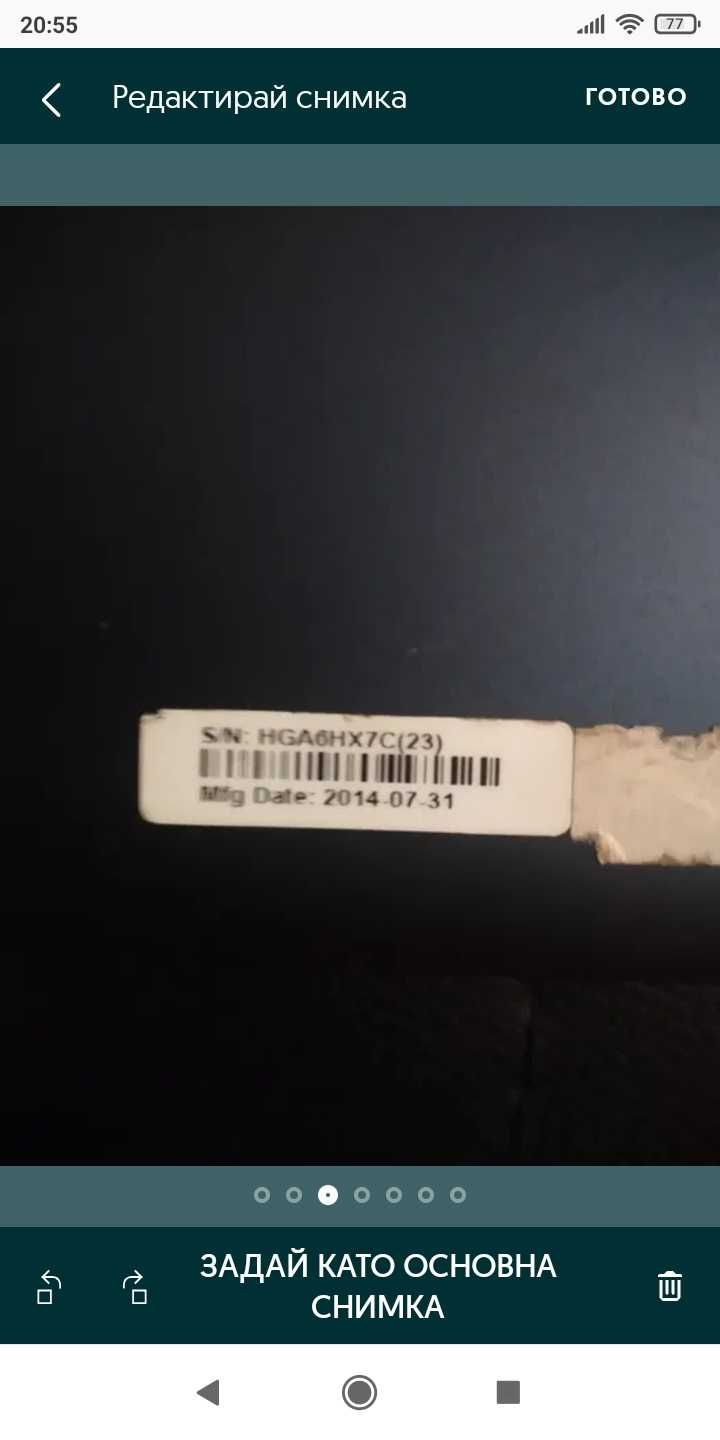 20:55
77
Редактирай снимка
ГОТОВО
S/N: HGA6HX7C(23)
Mfg Date: 2014-07-31
ЗАДАЙ КАТО ОСНОВНА
СНИМКА